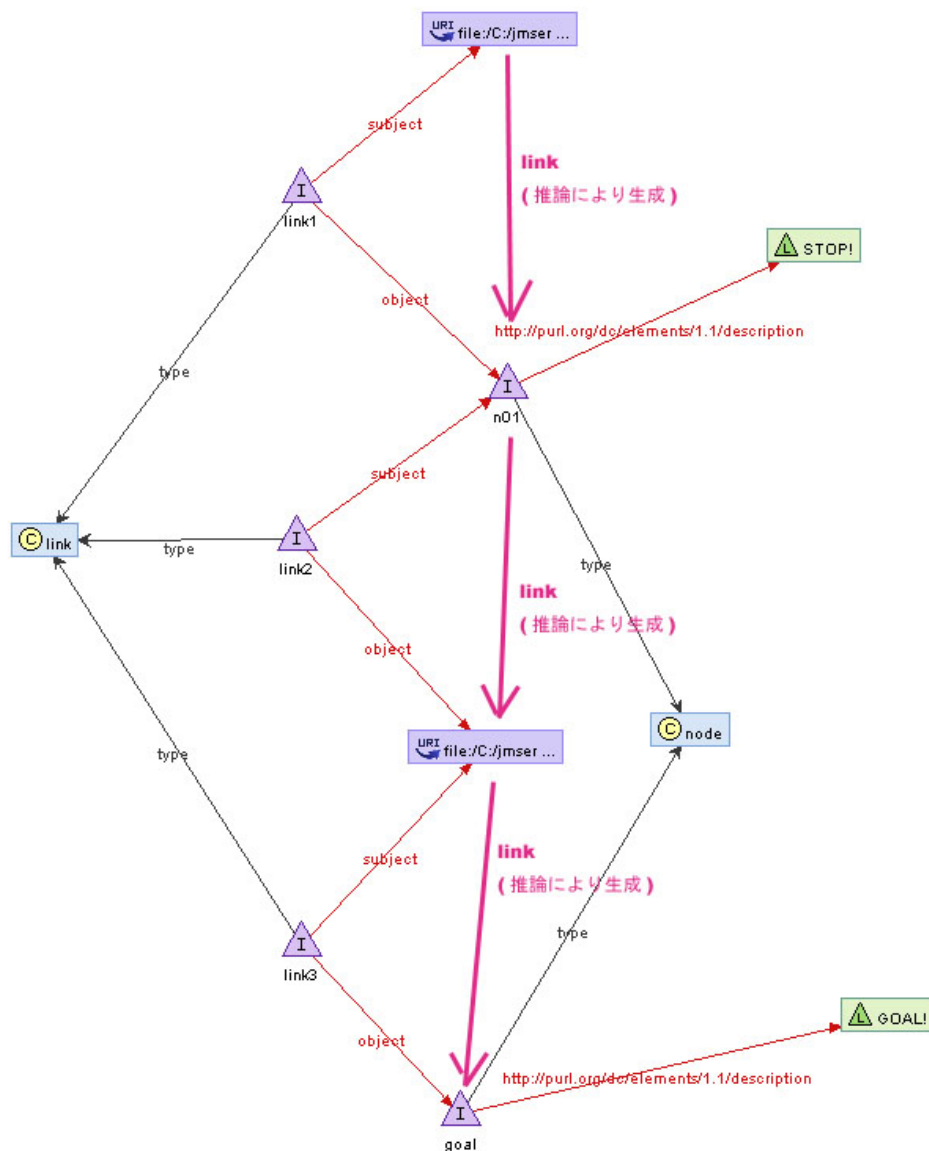 URI file:/C:/jmser ...
subject
link
(推論により生成)
I
link1
L STOP!
object
http://purl.org/dc/elements/1.1/description
type
I
n01
subject
C link
type
I
link2
type
link
(推論により生成)
object
C node
URI file:/C:/jmser ...
type
link
(推論により生成)
subject
type
I
link3
L GOAL!
object
http://purl.org/dc/elements/1.1/description
I
goal